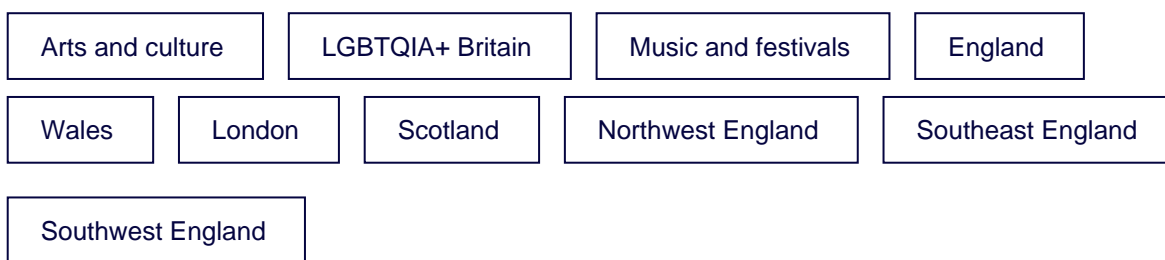 Arts and culture LGBTQIA+ Britain Music and festivals England
Wales London Scotland Northwest England Southeast England
Southwest England